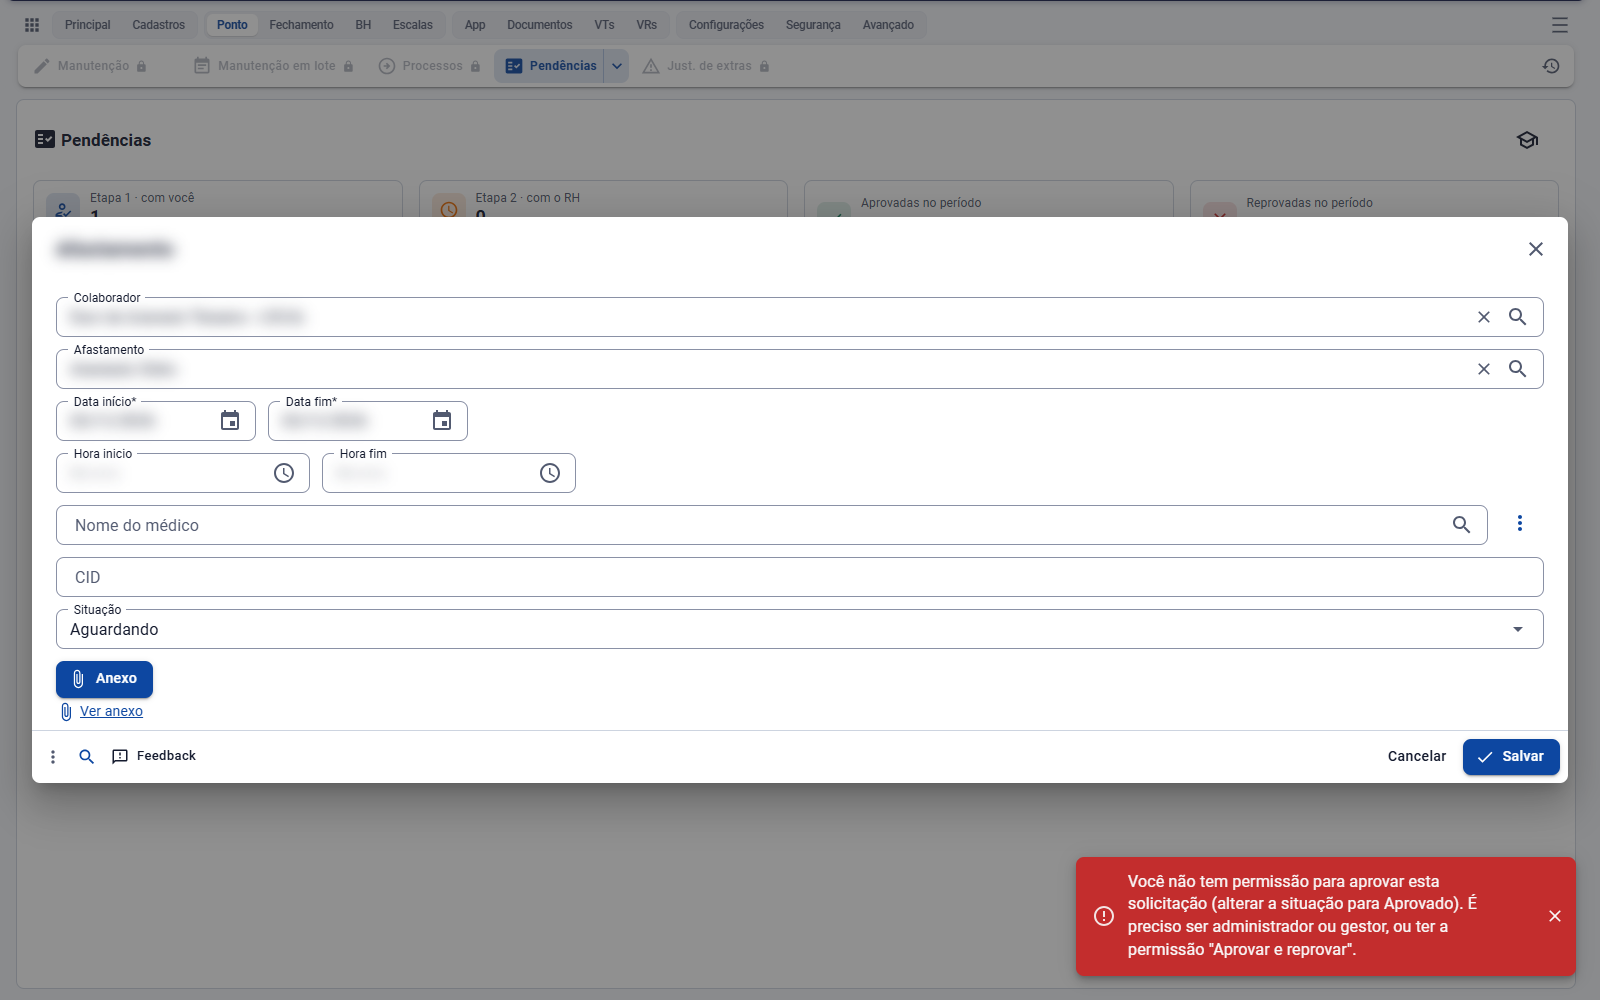 Principal Cadastros Ponto Fechamento BH Escalas App Documentos VTs VRs Configurações Segurança Avançado
Manutenção Manutenção em lote Processos Pendências Just. de extras
Pendências
Etapa 1 · com você
1
Etapa 2 · com o RH
0
Aprovadas no período
Reprovadas no período
Colaborador
Afastamento
Data início* Data fim*
Hora inicio Hora fim
Nome do médico
CID
Situação
Aguardando
Anexo
Ver anexo
Feedback Cancelar Salvar
Você não tem permissão para aprovar esta
solicitação (alterar a situação para Aprovado). É
preciso ser administrador ou gestor, ou ter a
permissão "Aprovar e reprovar".